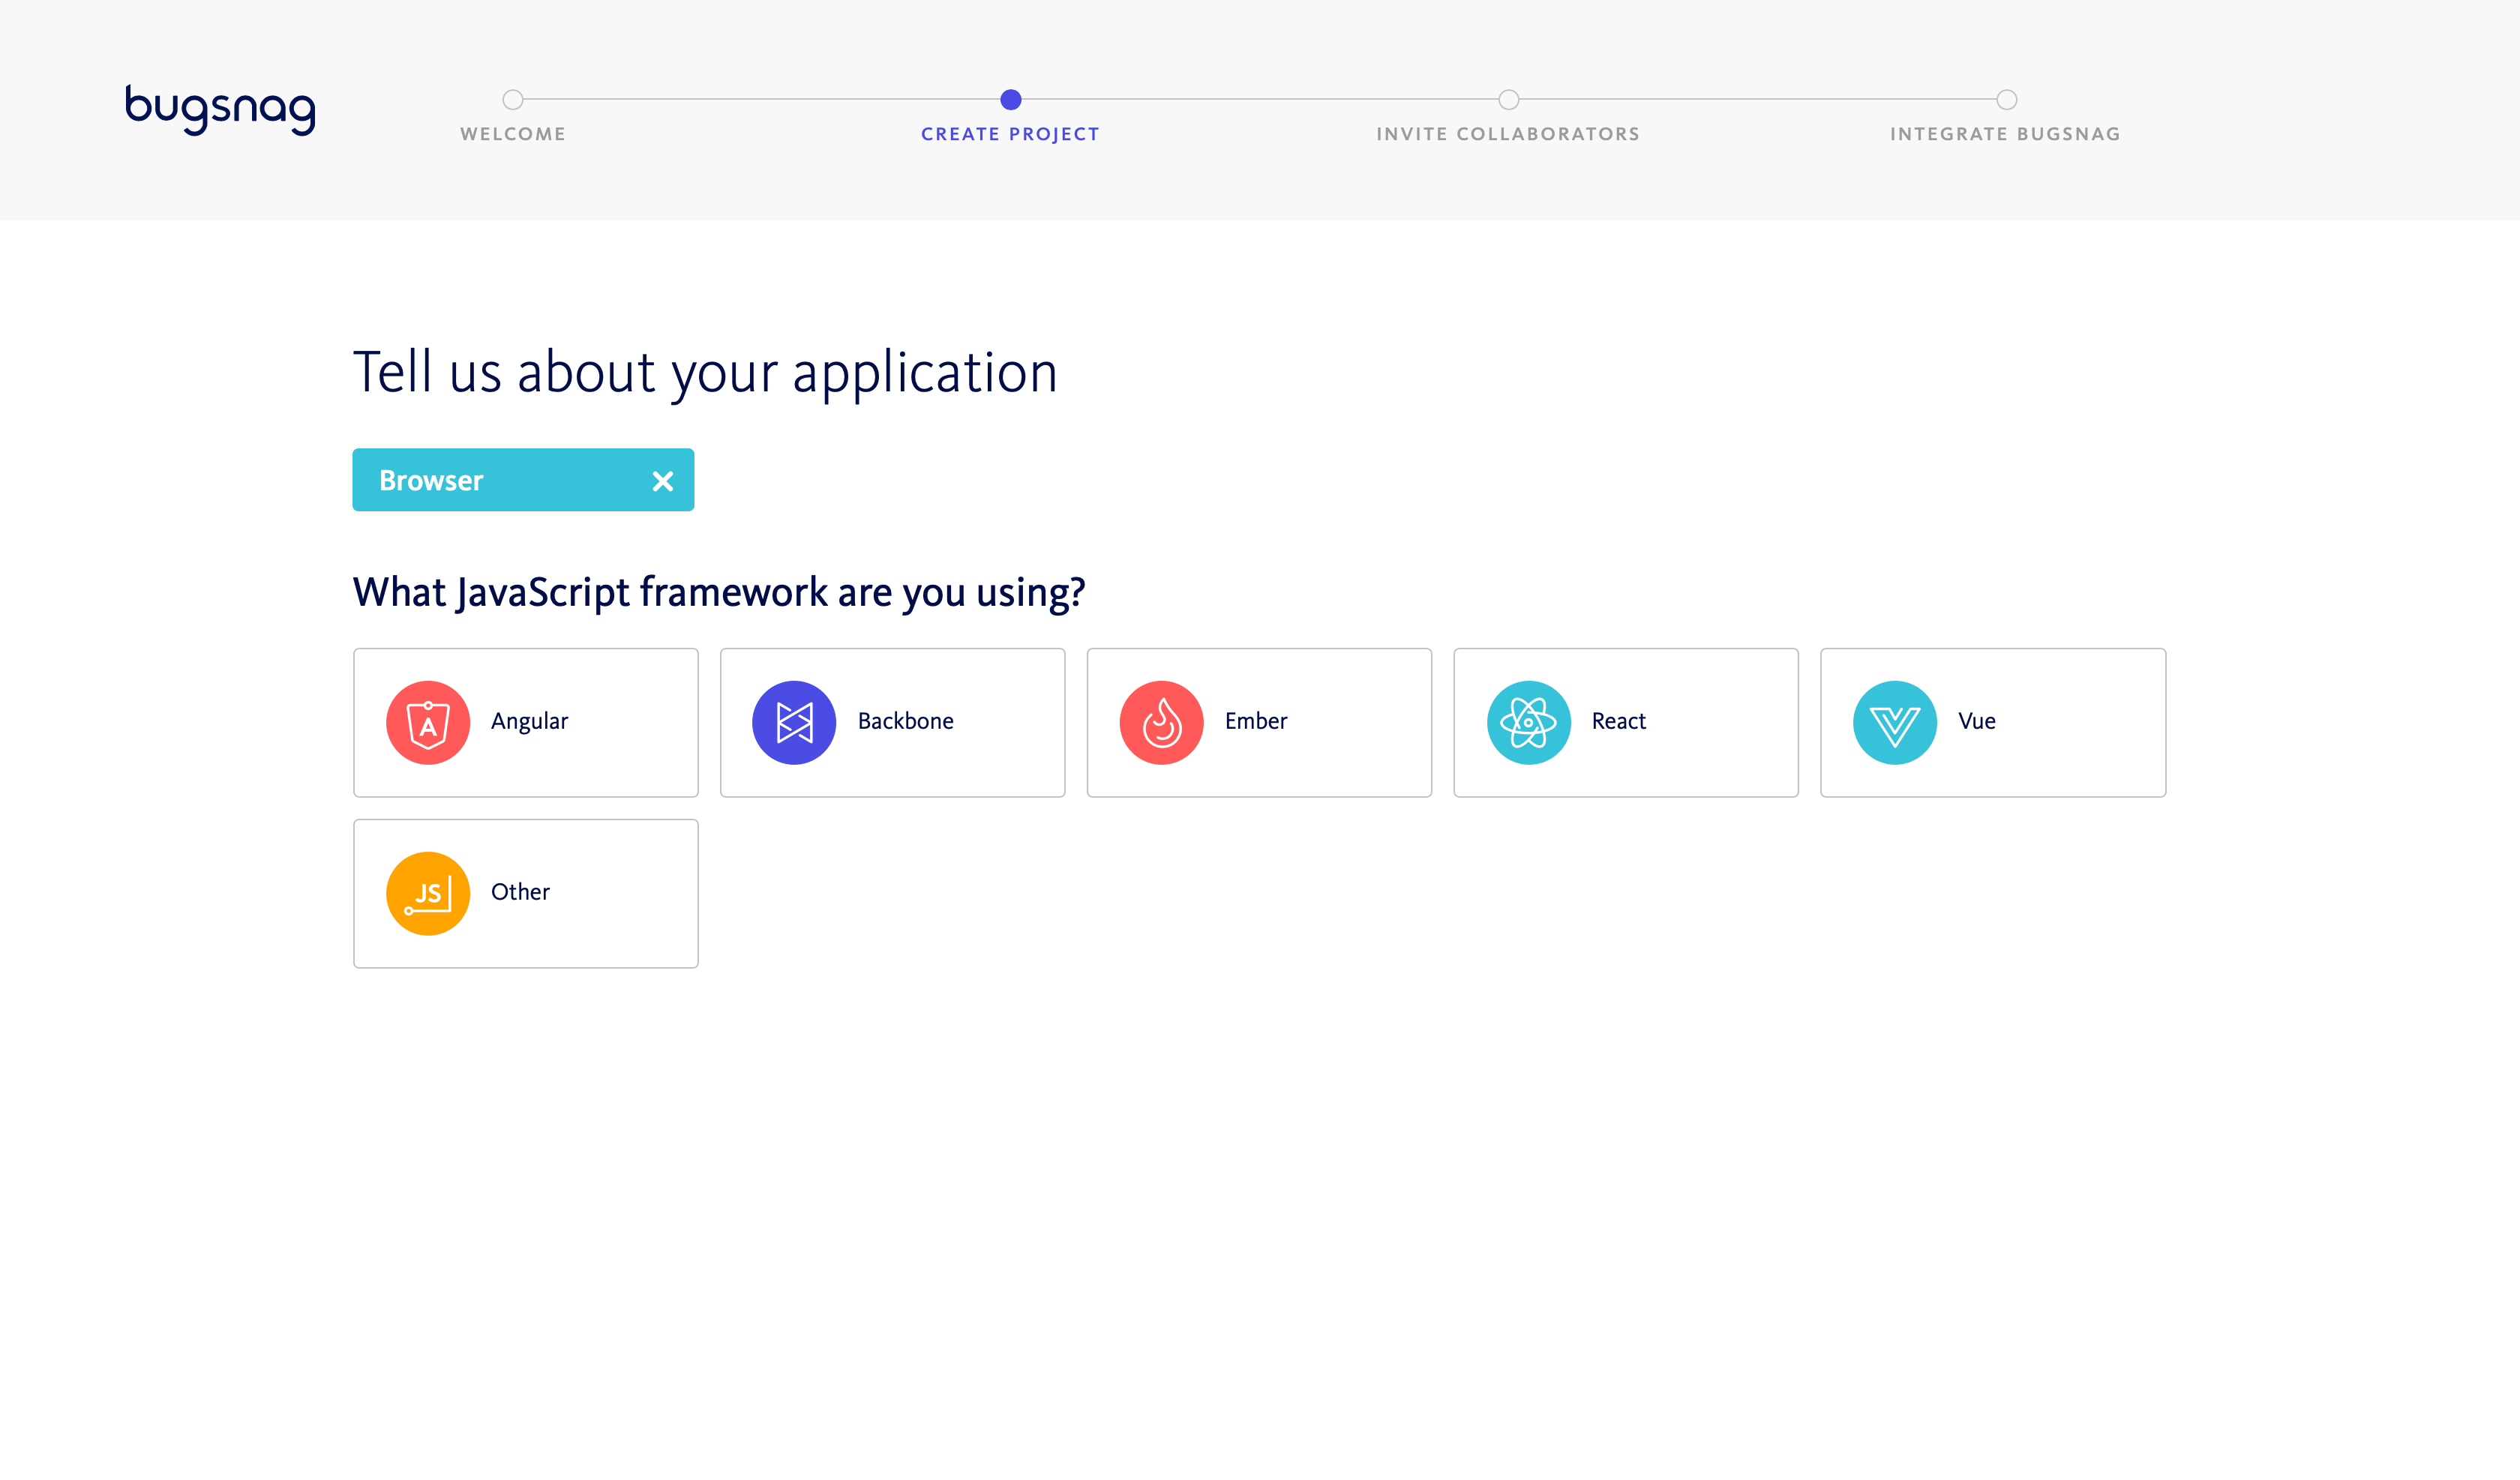 bugsnag
WELCOME
CREATE PROJECT
INVITE COLLABORATORS
INTEGRATE BUGSNAG
Tell us about your application
Browser
What JavaScript framework are you using?
A
Angular
Backbone
Ember
React
Vue
JS
Other